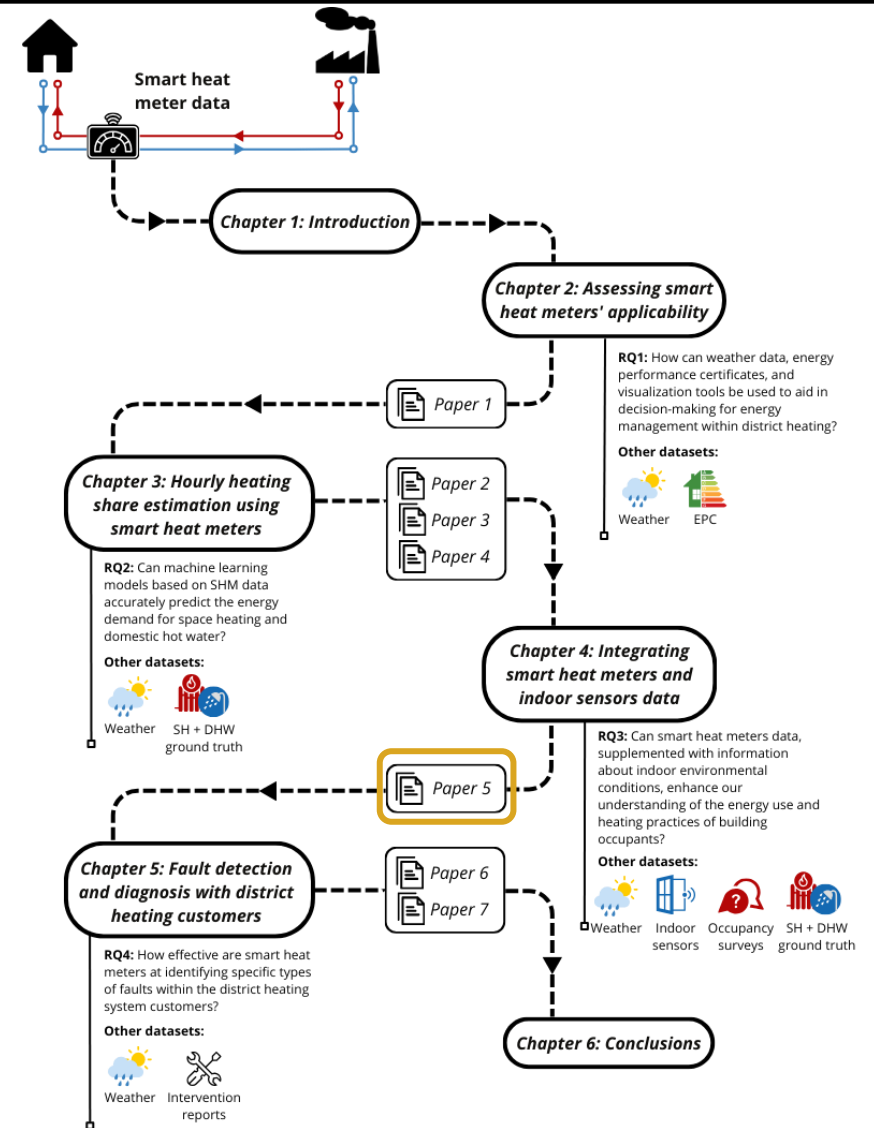 Smart heat
meter data
Chapter 1: Introduction
Chapter 2: Assessing smart
heat meters' applicability
RQ1: How can weather data, energy
performance certificates, and
visualization tools be used to aid in
decision-making for energy
management within district heating?
Other datasets:
Weather EPC
Paper 1
Chapter 3: Hourly heating
share estimation using
smart heat meters
Paper 2
Paper 3
Paper 4
RQ2: Can machine learning
models based on SHM data
accurately predict the energy
demand for space heating and
domestic hot water?
Other datasets:
Weather SH + DHW
ground truth
Chapter 4: Integrating
smart heat meters and
indoor sensors data
RQ3: Can smart heat meters data,
supplemented with information
about indoor environmental
conditions, enhance our
understanding of the energy use and
heating practices of building
occupants?
Other datasets:
?
Weather Indoor Occupancy SH + DHW
sensors surveys ground truth
Paper 5
Chapter 5: Fault detection
and diagnosis with district
heating customers
Paper 6
Paper 7
RQ4: How effective are smart heat
meters at identifying specific types
of faults within the district heating
system customers?
Other datasets:
Weather Intervention
reports
Chapter 6: Conclusions